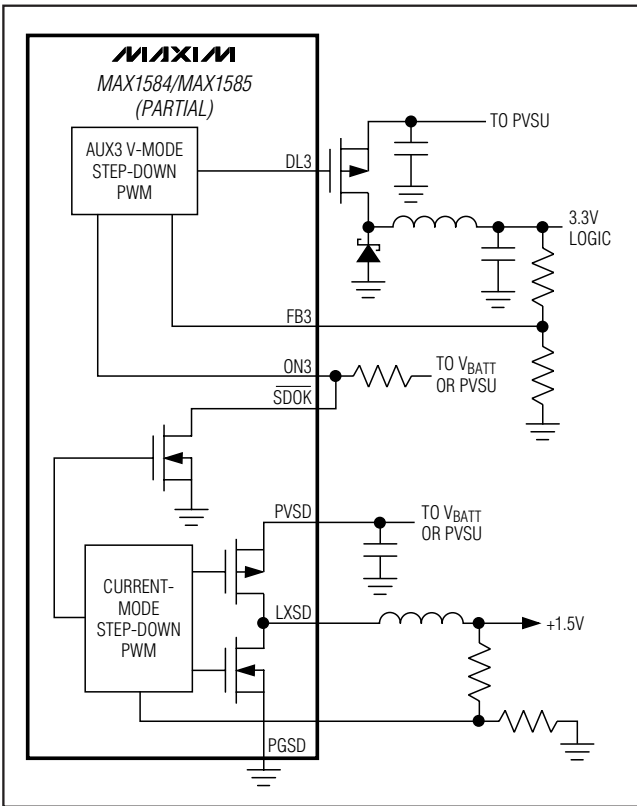 MAXIM
MAX1584/MAX1585
(PARTIAL)
AUX3 V-MODE
STEP-DOWN
PWM
DL3
TO PVSU
3.3V
LOGIC
FB3
ON3
SDOK
TO VBATT
OR PVSU
PVSD
TO VBATT
OR PVSU
CURRENT-
MODE
STEP-DOWN
PWM
LXSD
+1.5V
PGSD